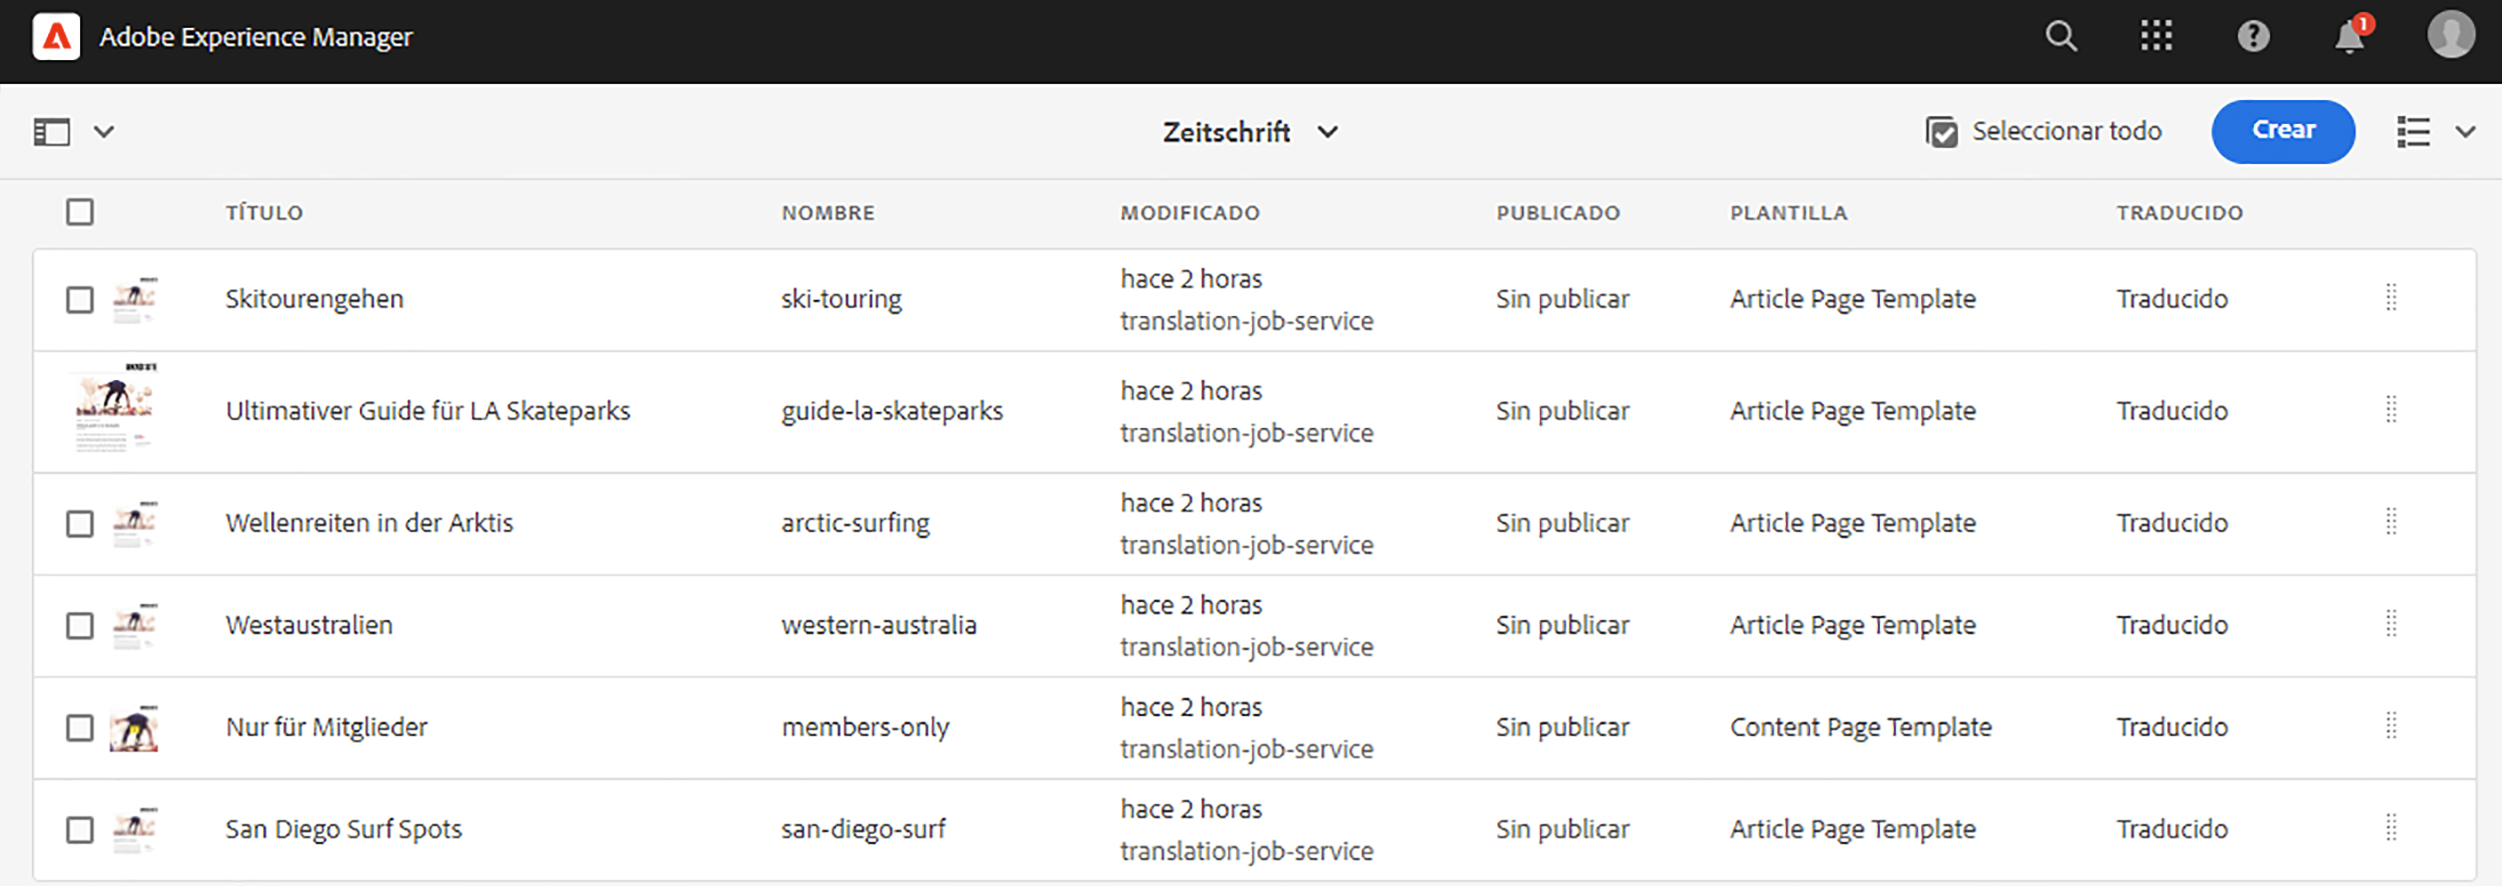 Adobe Experience Manager
1
Zeitschrift
Seleccionar todo
Crear
TÍTULO NOMBRE MODIFICADO PUBLICADO PLANTILLA TRADUCIDO
Skitourengehen ski-touring hace 2 horas Sin publicar Article Page Template Traducido
translation-job-service
Ultimativer Guide für LA Skateparks guide-la-skateparks hace 2 horas Sin publicar Article Page Template Traducido
translation-job-service
Wellenreiten in der Arktis arctic-surfing hace 2 horas Sin publicar Article Page Template Traducido
translation-job-service
Westaustralien western-australia hace 2 horas Sin publicar Article Page Template Traducido
translation-job-service
Nur für Mitglieder members-only hace 2 horas Sin publicar Content Page Template Traducido
translation-job-service
San Diego Surf Spots san-diego-surf hace 2 horas Sin publicar Article Page Template Traducido
translation-job-service